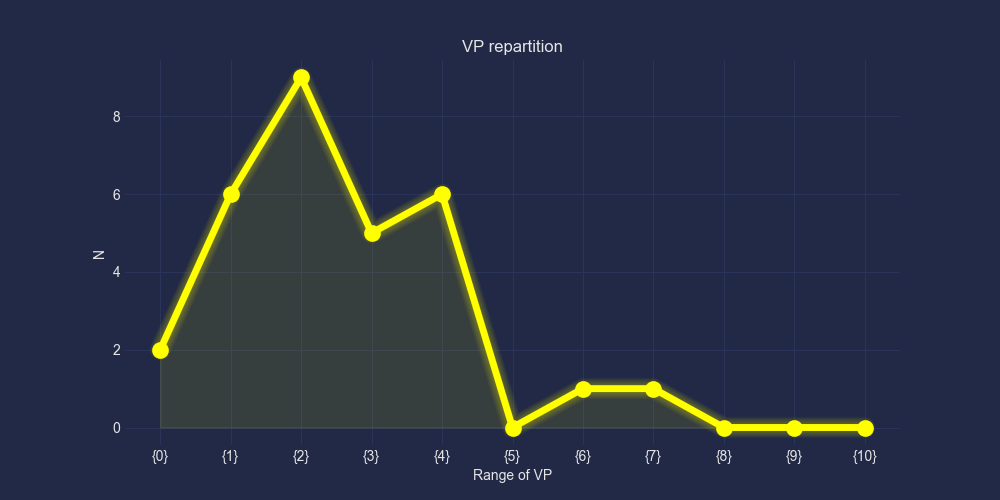 VP repartition
N
8
6
4
2
0
{0} {1} {2} {3} {4} {5} {6} {7} {8} {9} {10}
Range of VP